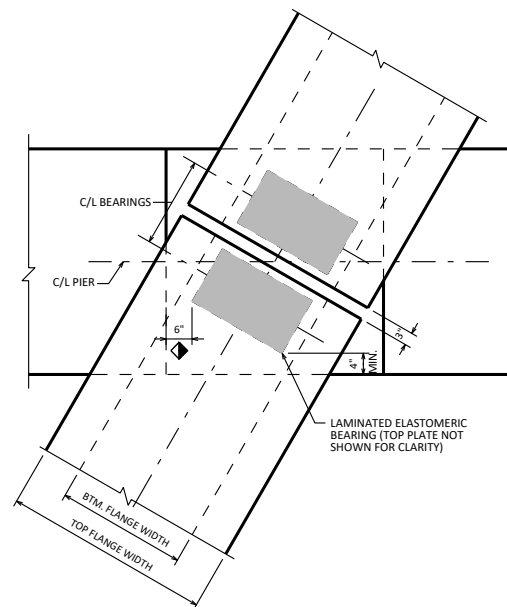 C/L BEARINGS
C/L PIER
6"
3"
4"
MIN.
LAMINATED ELASTOMERIC
BEARING (TOP PLATE NOT
SHOWN FOR CLARITY)
BTM. FLANGE WIDTH
TOP FLANGE WIDTH